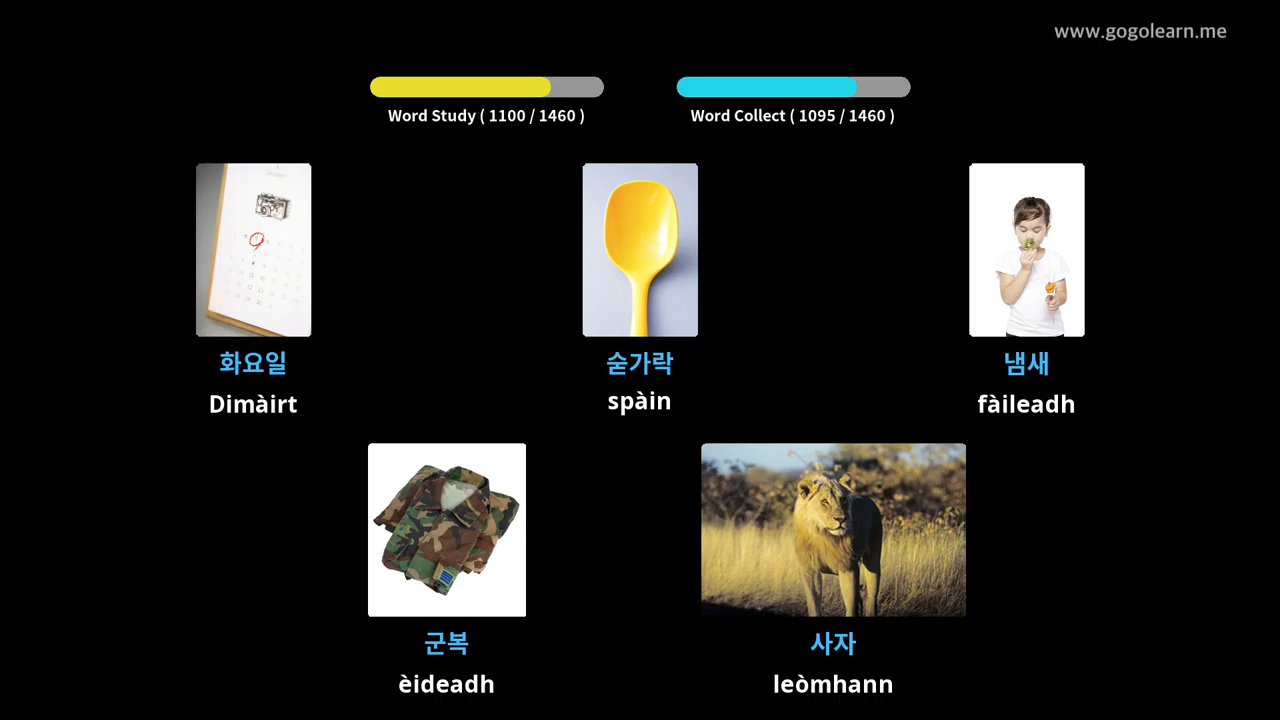 www.gogolearn.me
Word Study ( 1100 / 1460 )
Word Collect ( 1095 / 1460 )
화요일
Dimàirt
숟가락
spàin
냄새
fàileadh
군복
èideadh
사자
leòmhann